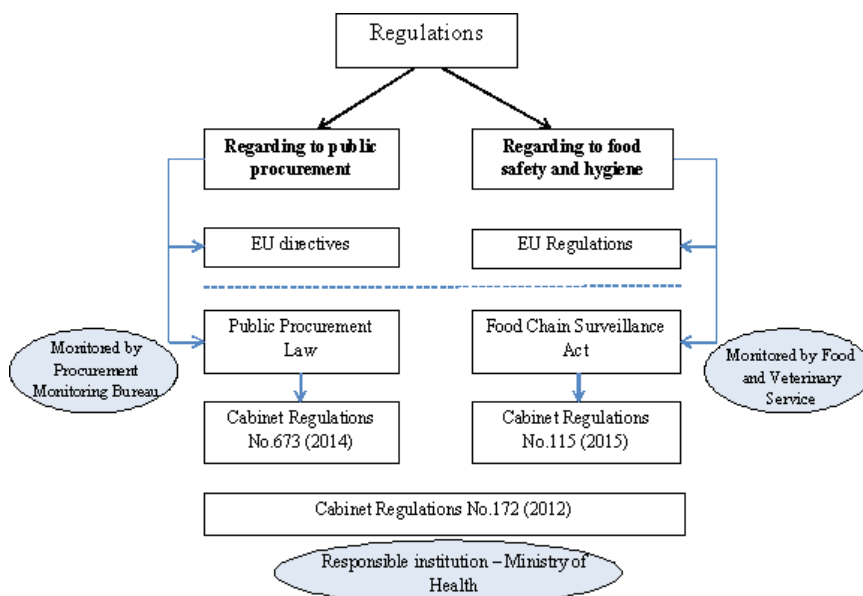 Regulations
Regarding to public
procurement
Regarding to food
safety and hygiene
EU directives
EU Regulations
Public Procurement
Law
Food Chain Surveillance
Act
Monitored by
Procurement
Monitoring Bureau
Monitored by Food
and Veterinary
Service
Cabinet Regulations
No.673 (2014)
Cabinet Regulations
No.115 (2015)
Cabinet Regulations No.172 (2012)
Responsible institution – Ministry of
Health